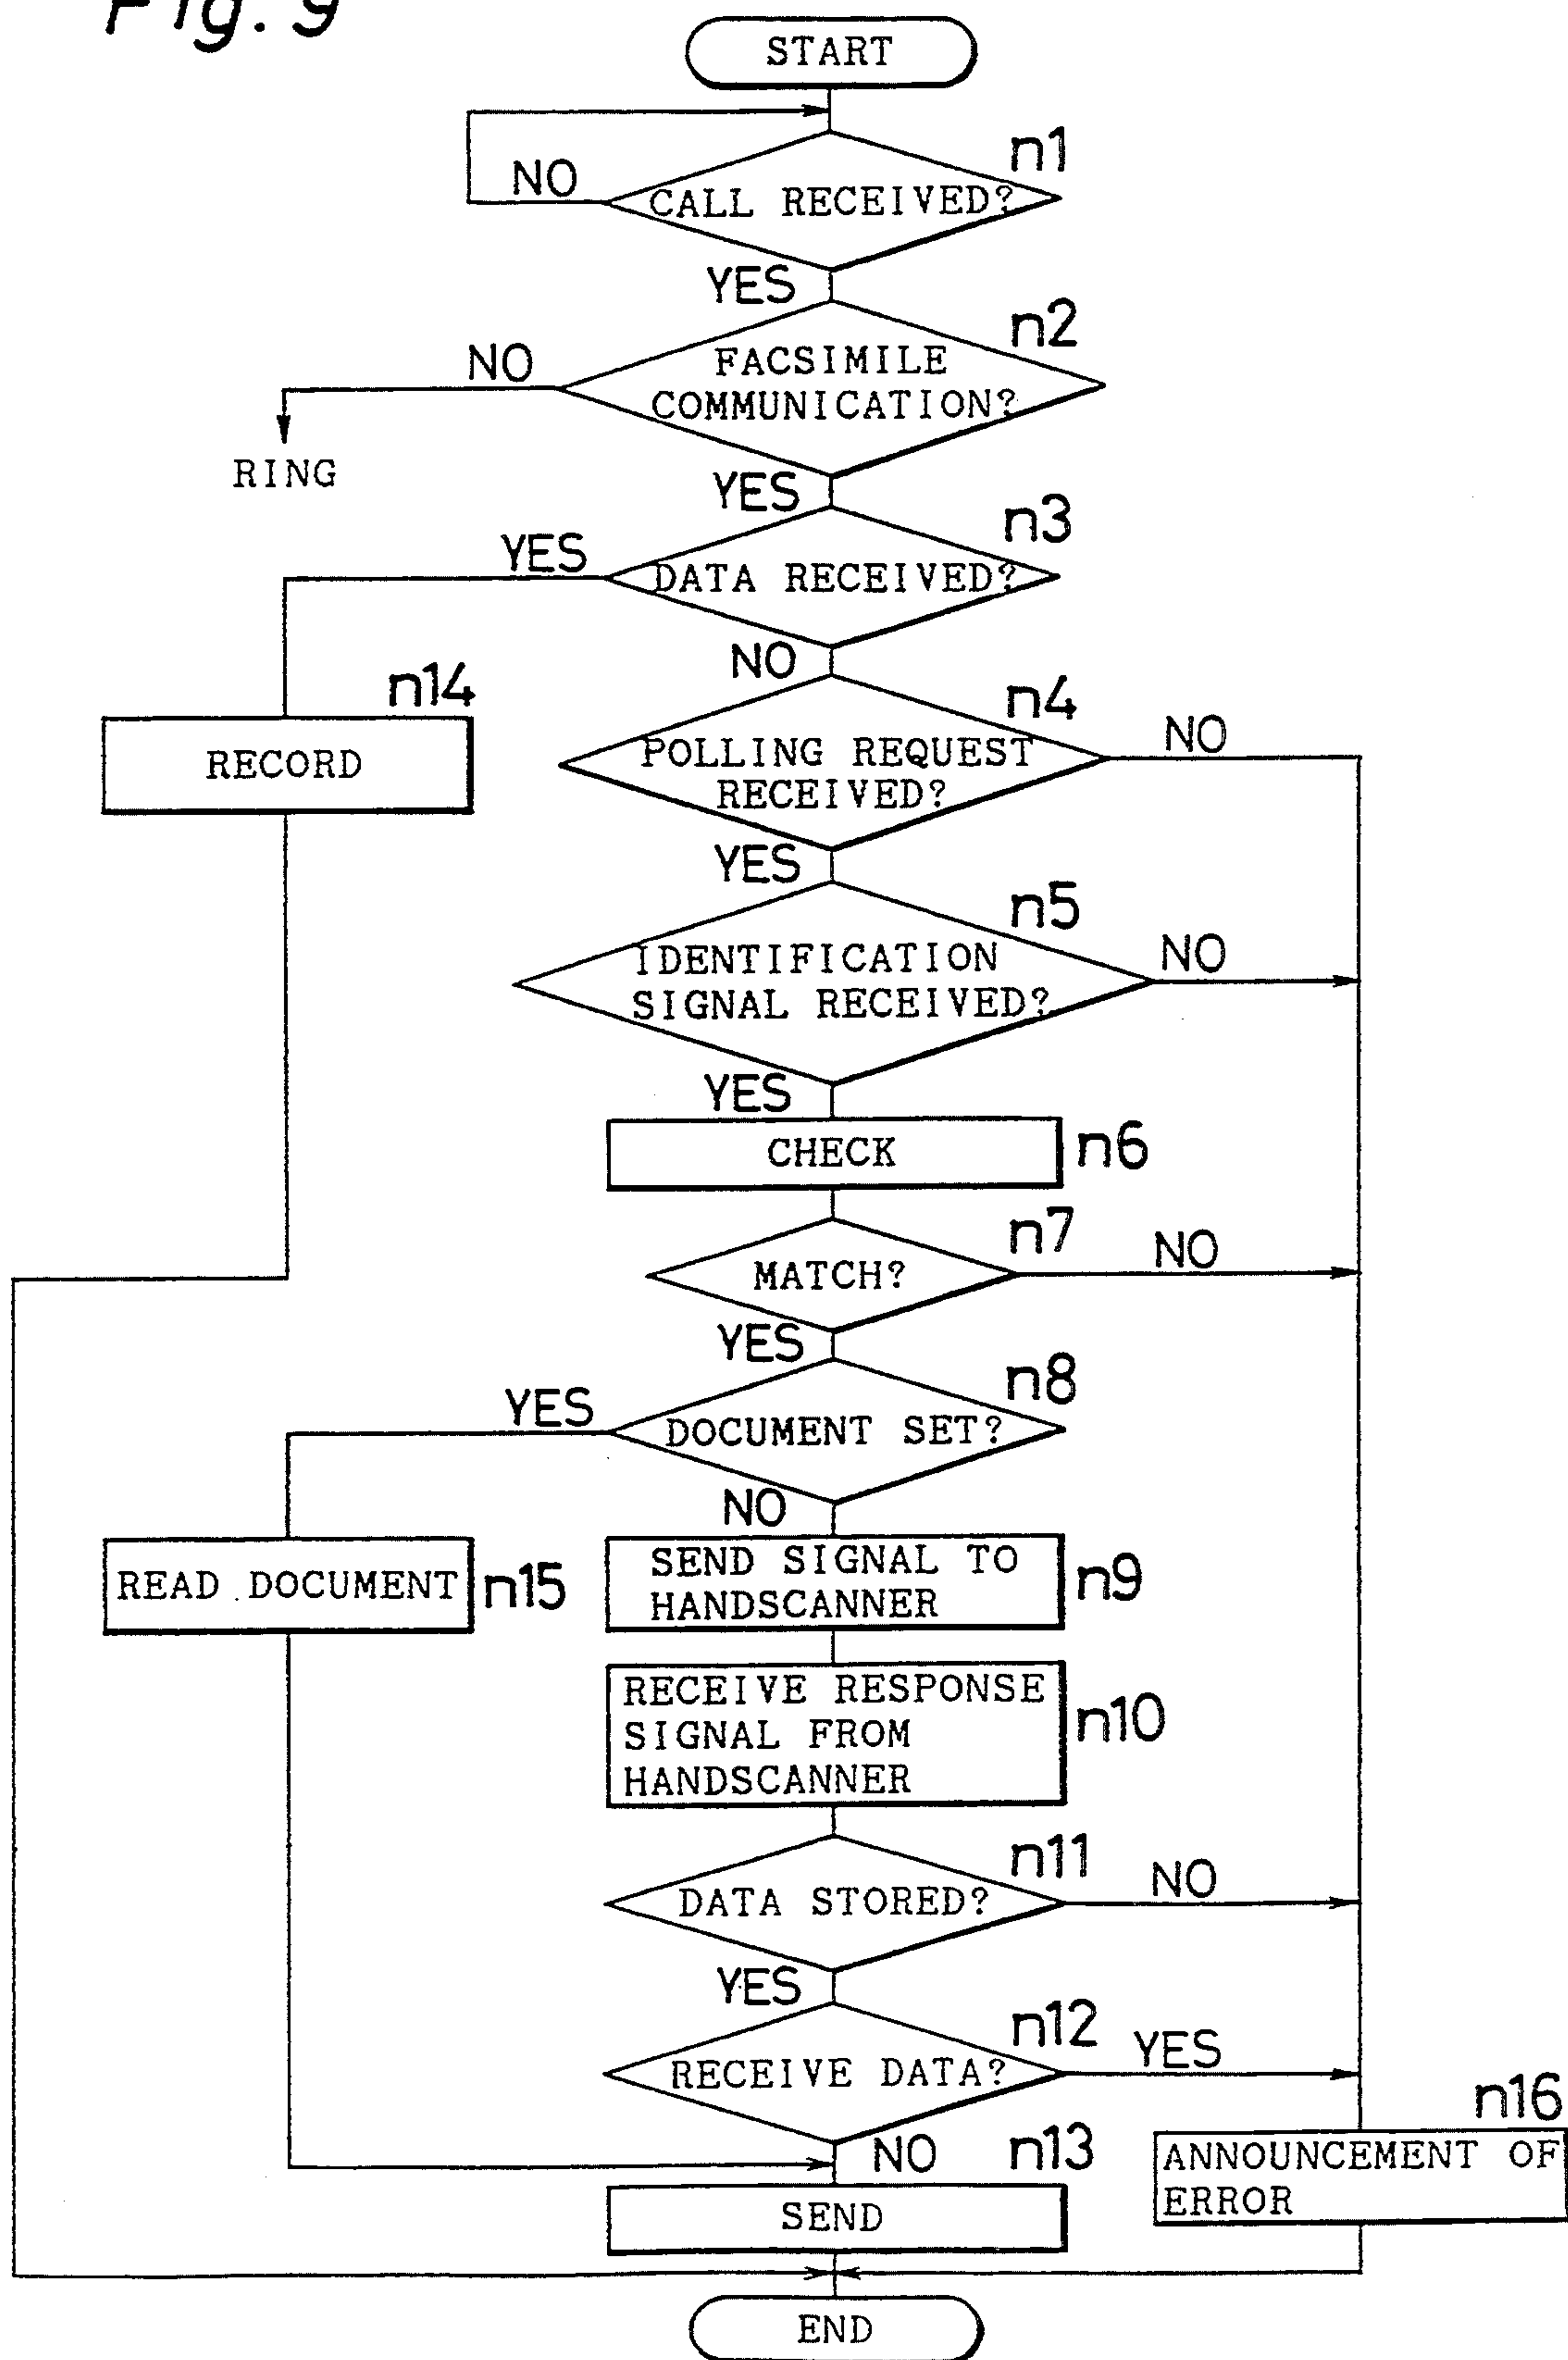 Fig. 9
START
n1
NO
CALL RECEIVED?
YES
n2
NO
FACSIMILE
COMMUNICATION?
RING
YES
n3
YES
DATA RECEIVED?
NO
n14
n4
RECORD
POLLING REQUEST
RECEIVED?
NO
YES
n5
IDENTIFICATION
SIGNAL RECEIVED?
NO
YES
CHECK
n6
n7
MATCH?
NO
YES
n8
YES
DOCUMENT SET?
NO
READ DOCUMENT
n15
SEND SIGNAL TO
HANDSCANNER
n9
RECEIVE RESPONSE
SIGNAL FROM
HANDSCANNER
n10
n11
DATA STORED?
NO
YES
n12
RECEIVE DATA?
YES
n16
NO
n13
ANNOUNCEMENT OF
ERROR
SEND
END